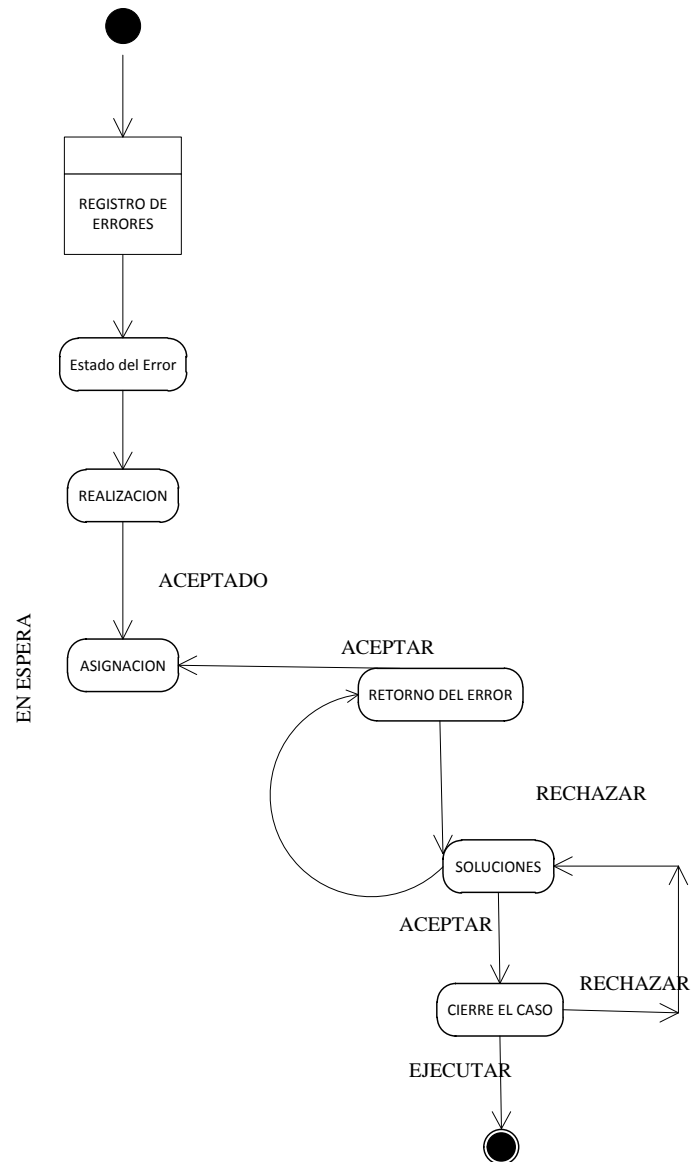 REGISTRO DE
ERRORES
Estado del Error
REALIZACION
ACEPTADO
EN ESPERA
ASIGNACION
ACEPTAR
RETORNO DEL ERROR
RECHAZAR
SOLUCIONES
ACEPTAR
RECHAZAR
CIERRE EL CASO
EJECUTAR